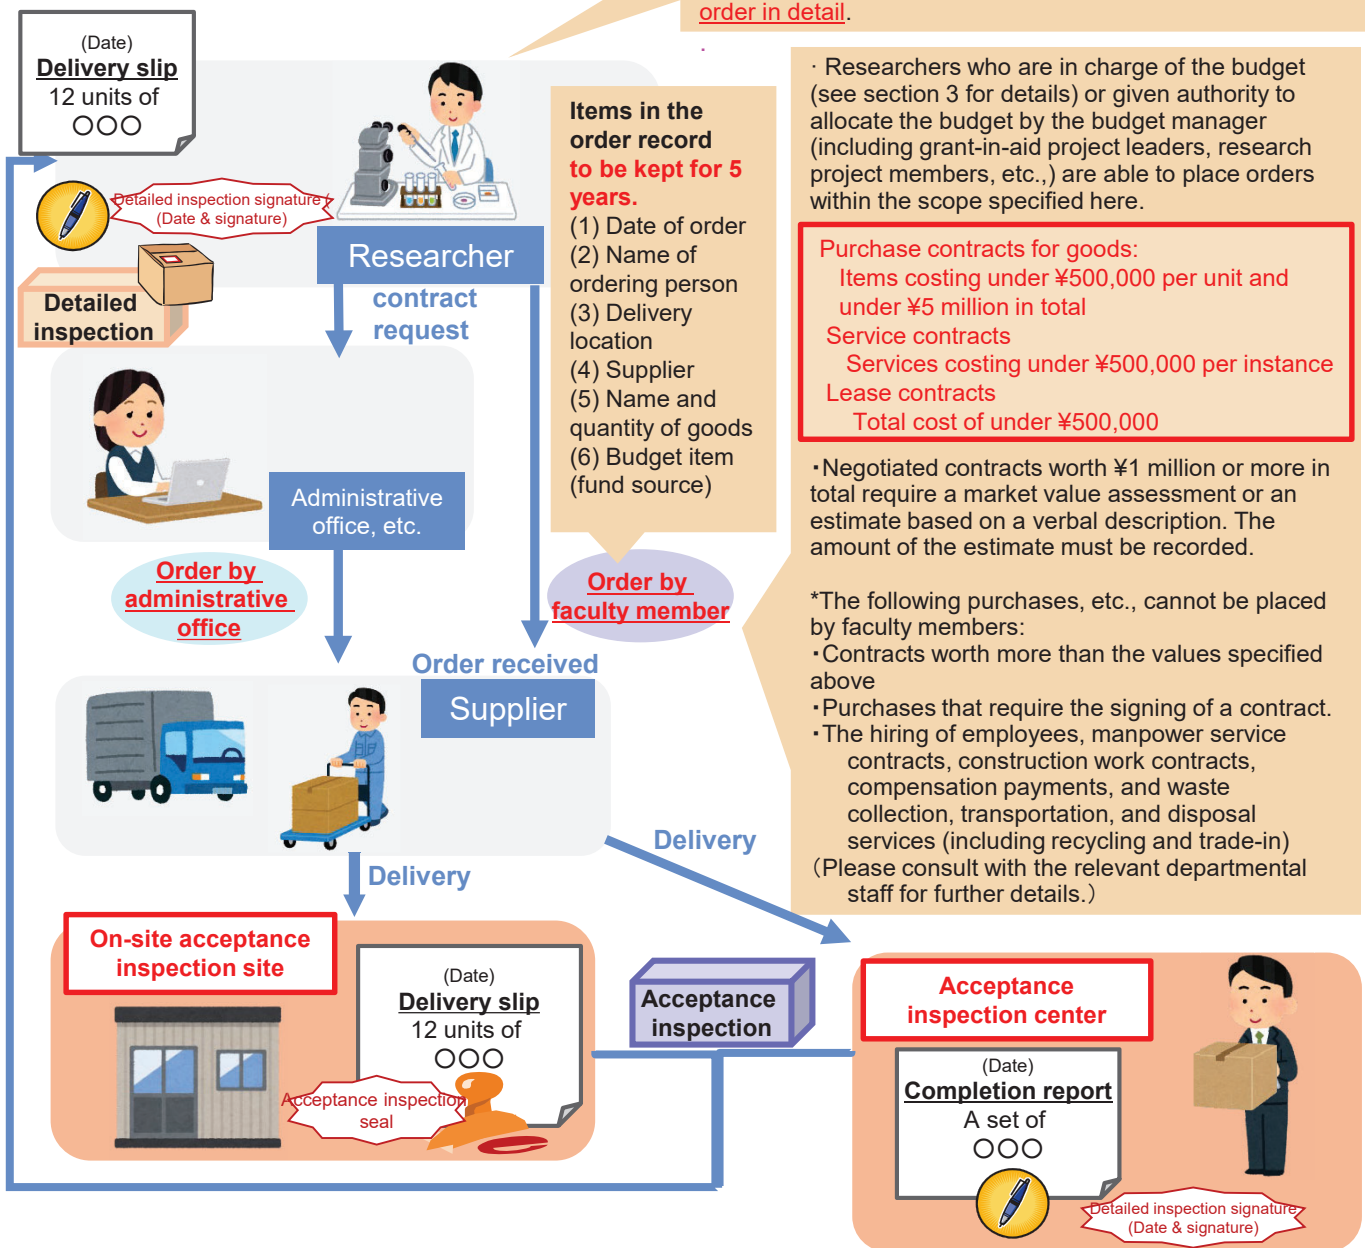 order in detail.
.
(Date)
Delivery slip
12 units of
○○○
Detailed inspection signature (
(Date & signature)
Detailed
inspection
Researcher
contract
request
Items in the
order record
to be kept for 5
years.
(1) Date of order
(2) Name of
ordering person
(3) Delivery
location
(4) Supplier
(5) Name and
quantity of goods
(6) Budget item
(fund source)
· Researchers who are in charge of the budget
(see section 3 for details) or given authority to
allocate the budget by the budget manager
(including grant-in-aid project leaders, research
project members, etc.,) are able to place orders
within the scope specified here.
Purchase contracts for goods:
Items costing under ¥500,000 per unit and
under ¥5 million in total
Service contracts
Services costing under ¥500,000 per instance
Lease contracts
Total cost of under ¥500,000
・Negotiated contracts worth ¥1 million or more in
total require a market value assessment or an
estimate based on a verbal description. The
amount of the estimate must be recorded.
*The following purchases, etc., cannot be placed
by faculty members:
・Contracts worth more than the values specified
above
・Purchases that require the signing of a contract.
・The hiring of employees, manpower service
contracts, construction work contracts,
compensation payments, and waste
collection, transportation, and disposal
services (including recycling and trade-in)
（Please consult with the relevant departmental
staff for further details.）
Administrative
office, etc.
Order by
administrative
office
Order by
faculty member
Order received
Supplier
Delivery
Delivery
On-site acceptance
inspection site
(Date)
Delivery slip
12 units of
○○○
Acceptance inspection
seal
Acceptance
inspection
Acceptance
inspection center
(Date)
Completion report
A set of
○○○
Detailed inspection signature
(Date & signature)